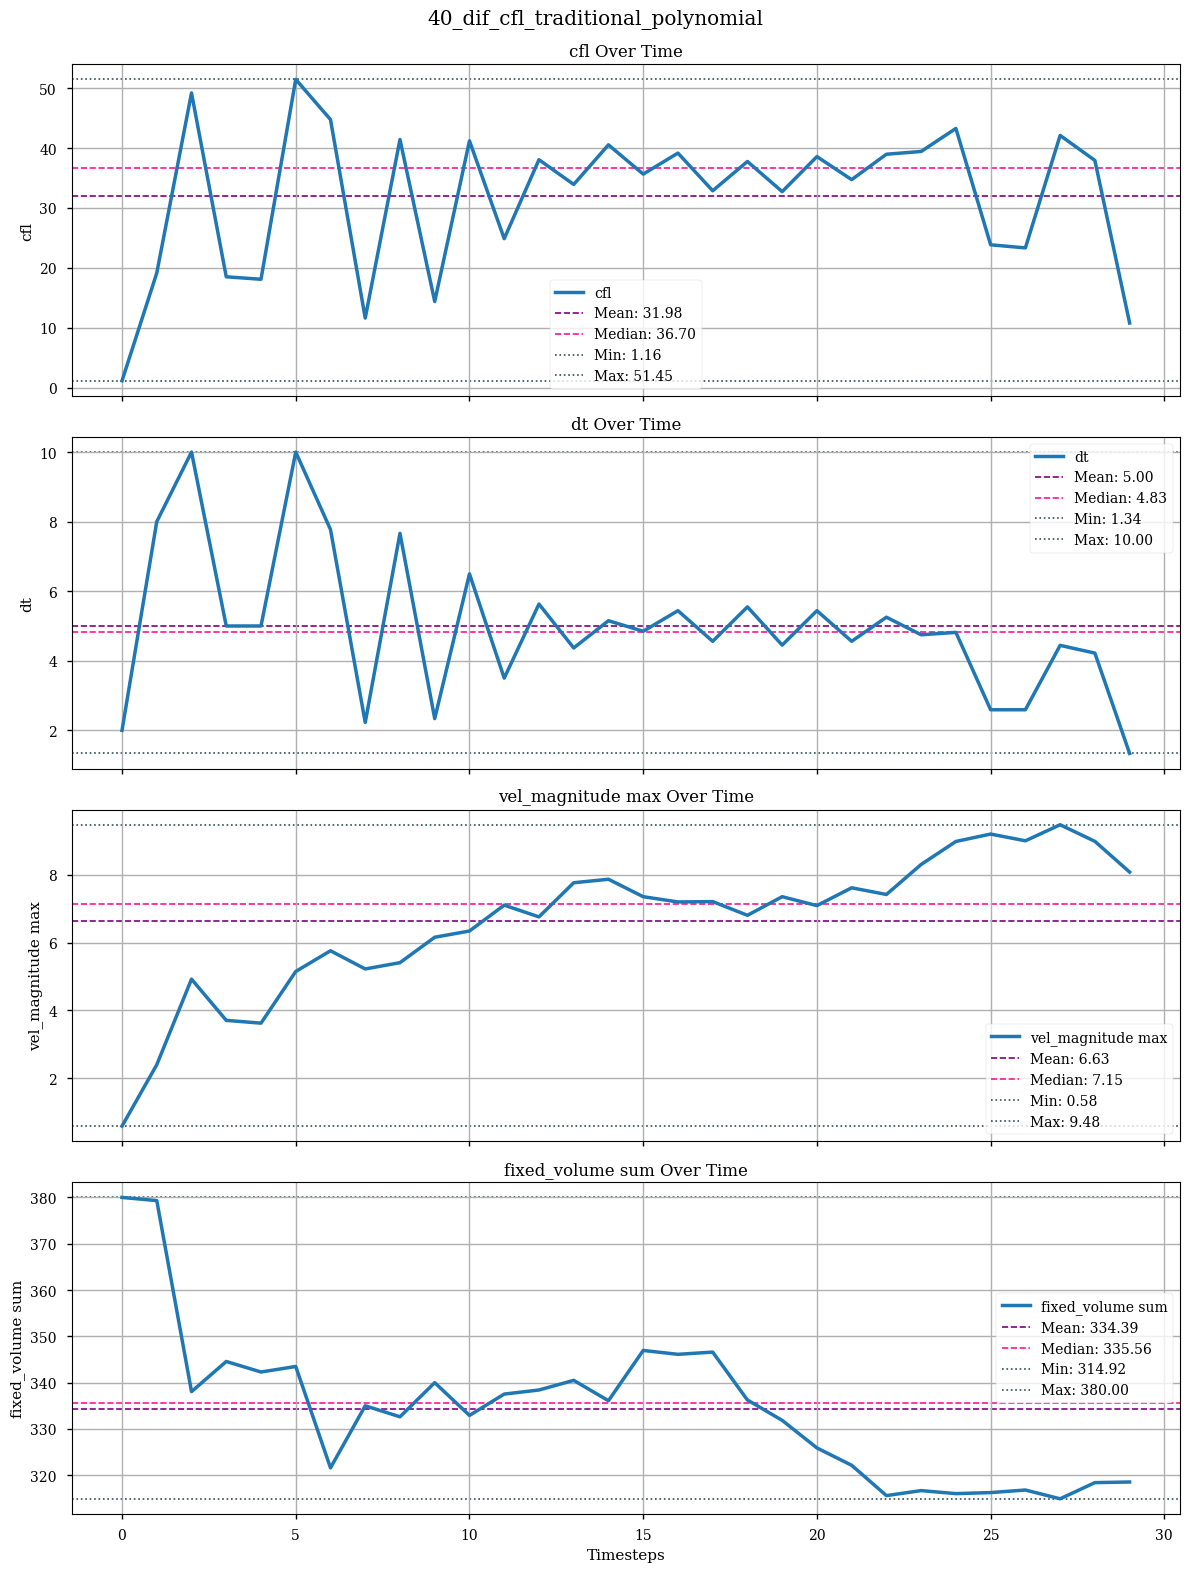 40_dif_cfl_traditional_polynomial
cfl Over Time
50
40
30
20
10
0
cfl
cfl
Mean: 31.98
Median: 36.70
Min: 1.16
Max: 51.45
dt Over Time
10
8
6
4
2
dt
dt
Mean: 5.00
Median: 4.83
Min: 1.34
Max: 10.00
vel_magnitude max Over Time
8
6
4
2
vel_magnitude max
vel_magnitude max
Mean: 6.63
Median: 7.15
Min: 0.58
Max: 9.48
fixed_volume sum Over Time
380
370
360
350
340
330
320
fixed_volume sum
fixed_volume sum
Mean: 334.39
Median: 335.56
Min: 314.92
Max: 380.00
0 5 10 15 20 25 30
Timesteps